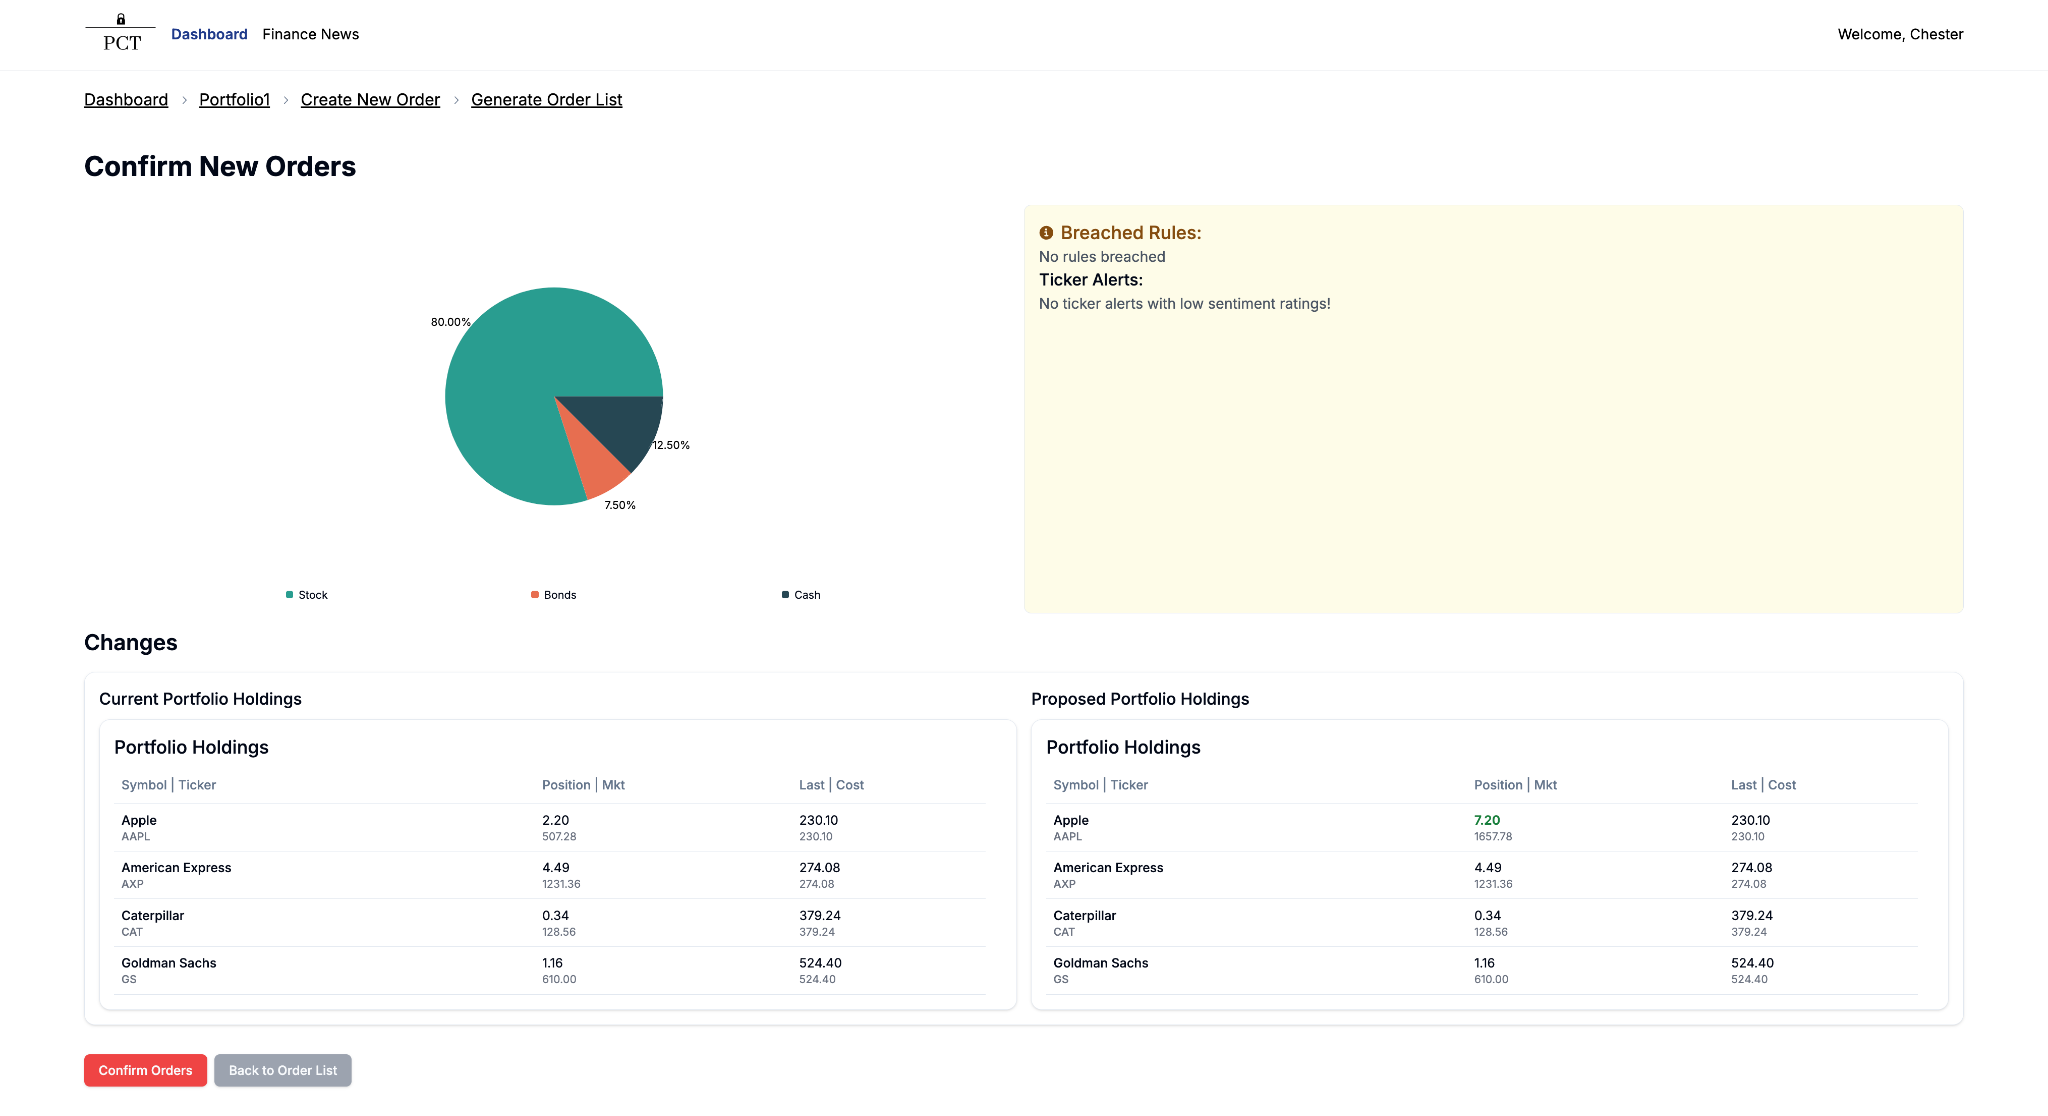 PCT
Dashboard Finance News
Welcome, Chester
Dashboard > Portfolio1 > Create New Order > Generate Order List
Confirm New Orders
80.00%
12.50%
7.50%
Stock Bonds Cash
Breached Rules:
No rules breached
Ticker Alerts:
No ticker alerts with low sentiment ratings!
Changes
Current Portfolio Holdings
Portfolio Holdings
Symbol | Ticker Position | Mkt Last | Cost
Apple 2.20 230.10
AAPL 507.28 230.10
American Express 4.49 274.08
AXP 1231.36 274.08
Caterpillar 0.34 379.24
CAT 128.56 379.24
Goldman Sachs 1.16 524.40
GS 610.00 524.40
Proposed Portfolio Holdings
Portfolio Holdings
Symbol | Ticker Position | Mkt Last | Cost
Apple 7.20 230.10
AAPL 1657.78 230.10
American Express 4.49 274.08
AXP 1231.36 274.08
Caterpillar 0.34 379.24
CAT 128.56 379.24
Goldman Sachs 1.16 524.40
GS 610.00 524.40
Confirm Orders Back to Order List